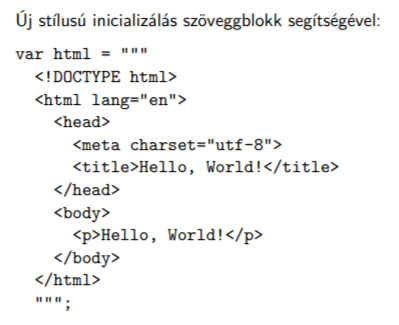 Új stílusú inicializálás szöveggblokk segítségével:
var html = """
  <!DOCTYPE html>
  <html lang="en">
    <head>
      <meta charset="utf-8">
      <title>Hello, World!</title>
    </head>
    <body>
      <p>Hello, World!</p>
    </body>
  </html>
  """;